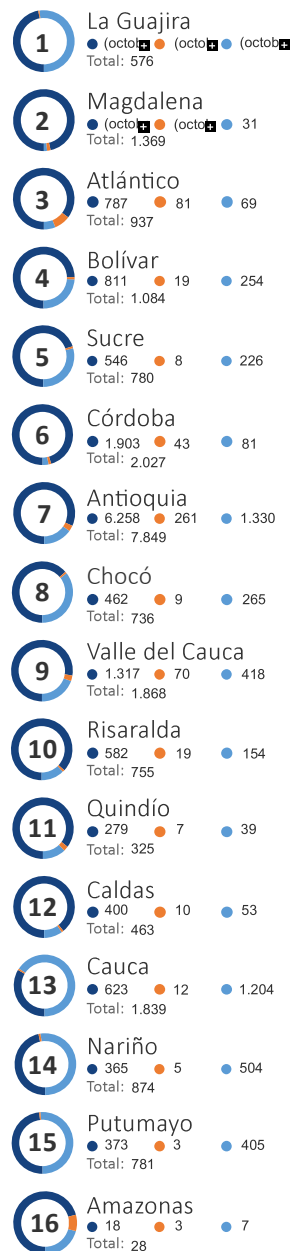 1
La Guajira
(octob (octob (octob
Total: 576
2
Magdalena
(octob (octob 31
Total: 1.369
3
Atlántico
787 81 69
Total: 937
4
Bolívar
811 19 254
Total: 1.084
5
Sucre
546 8 226
Total: 780
6
Córdoba
1.903 43 81
Total: 2.027
7
Antioquia
6.258 261 1.330
Total: 7.849
8
Chocó
462 9 265
Total: 736
9
Valle del Cauca
1.317 70 418
Total: 1.868
10
Risaralda
582 19 154
Total: 755
11
Quindío
279 7 39
Total: 325
12
Caldas
400 10 53
Total: 463
13
Cauca
623 12 1.204
Total: 1.839
14
Nariño
365 5 504
Total: 874
15
Putumayo
373 3 405
Total: 781
16
Amazonas
18 3 7
Total: 28